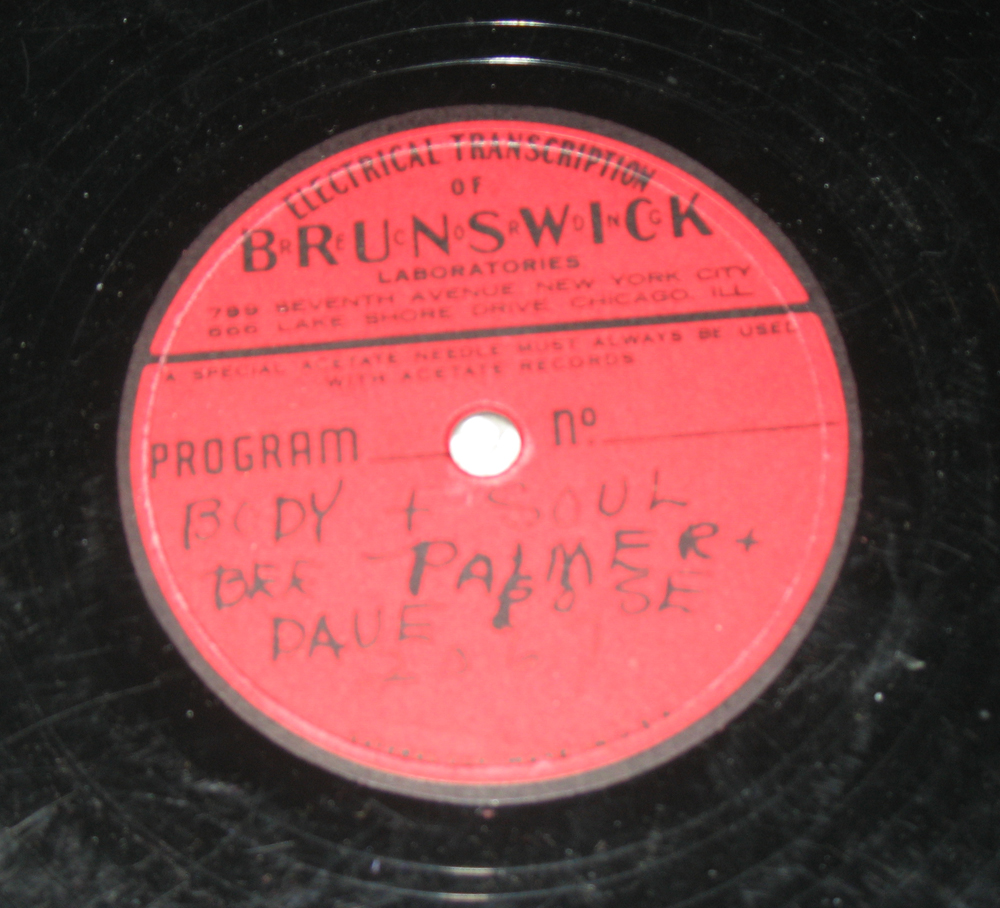 ELECTRICAL TRANSCRIPTION
OF
BRUNSWICK
RECORDING
LABORATORIES
799 SEVENTH AVENUE, NEW YORK CITY
666 LAKE SHORE DRIVE, CHICAGO, ILL.
A SPECIAL ACETATE NEEDLE MUST ALWAYS BE USED
WITH ACETATE RECORDS
PROGRAM Nº
BODY + SOUL
BEE PALMER +
DAVE